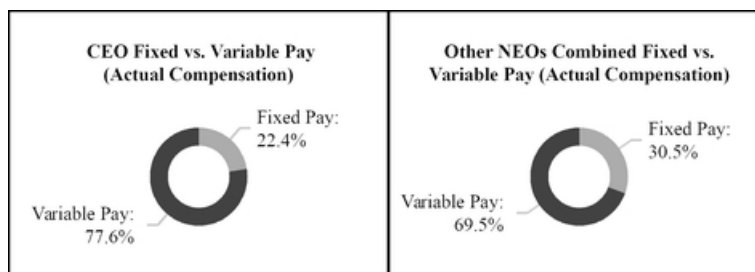 CEO Fixed vs. Variable Pay
(Actual Compensation)
Fixed Pay:
22.4%
Variable Pay:
77.6%
Other NEOs Combined Fixed vs.
Variable Pay (Actual Compensation)
Fixed Pay:
30.5%
Variable Pay:
69.5%